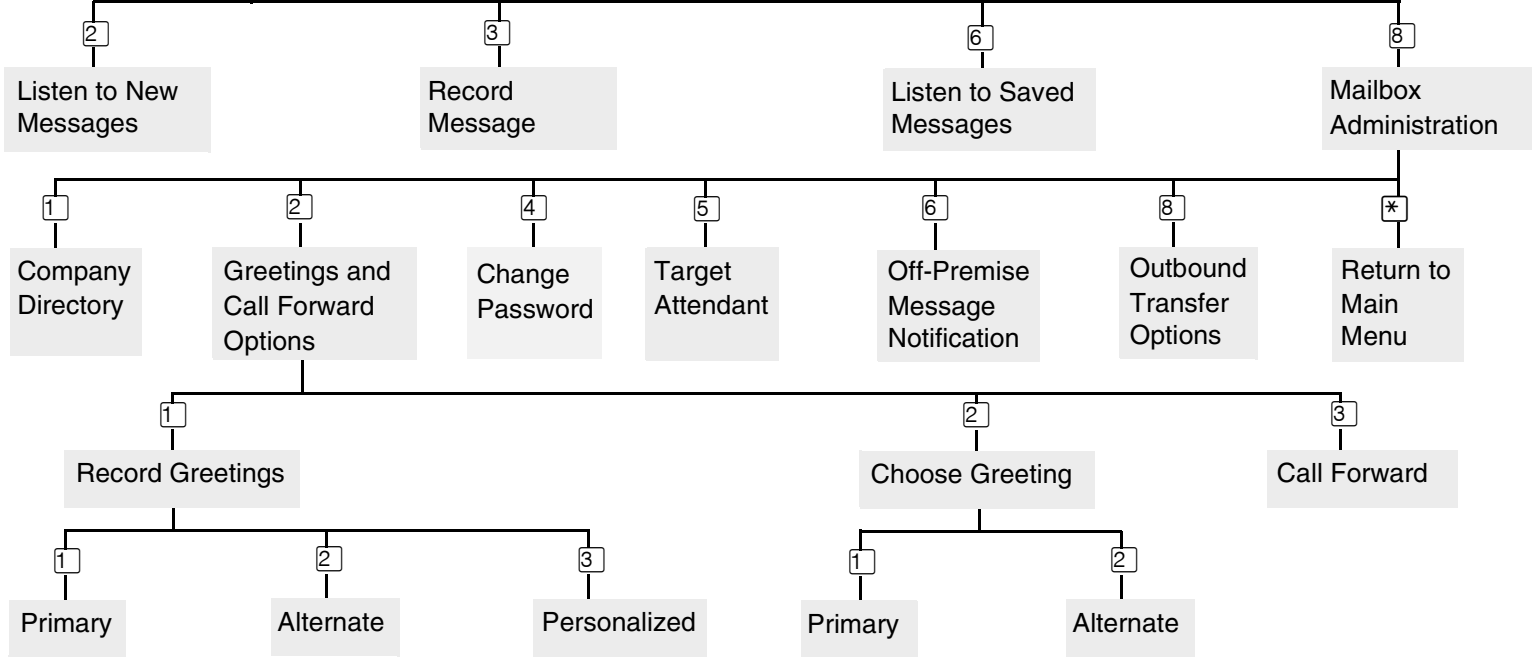 2 3 6 8
Listen to New
Messages
Record
Message
Listen to Saved
Messages
Mailbox
Administration
1 2 4 5 6 8 *
Company
Directory
Greetings and
Call Forward
Options
Change
Password
Target
Attendant
Off-Premise
Message
Notification
Outbound
Transfer
Options
Return to
Main
Menu
1 2 3
Record Greetings
Choose Greeting
Call Forward
1 2 3 1 2
Primary
Alternate
Personalized
Primary
Alternate